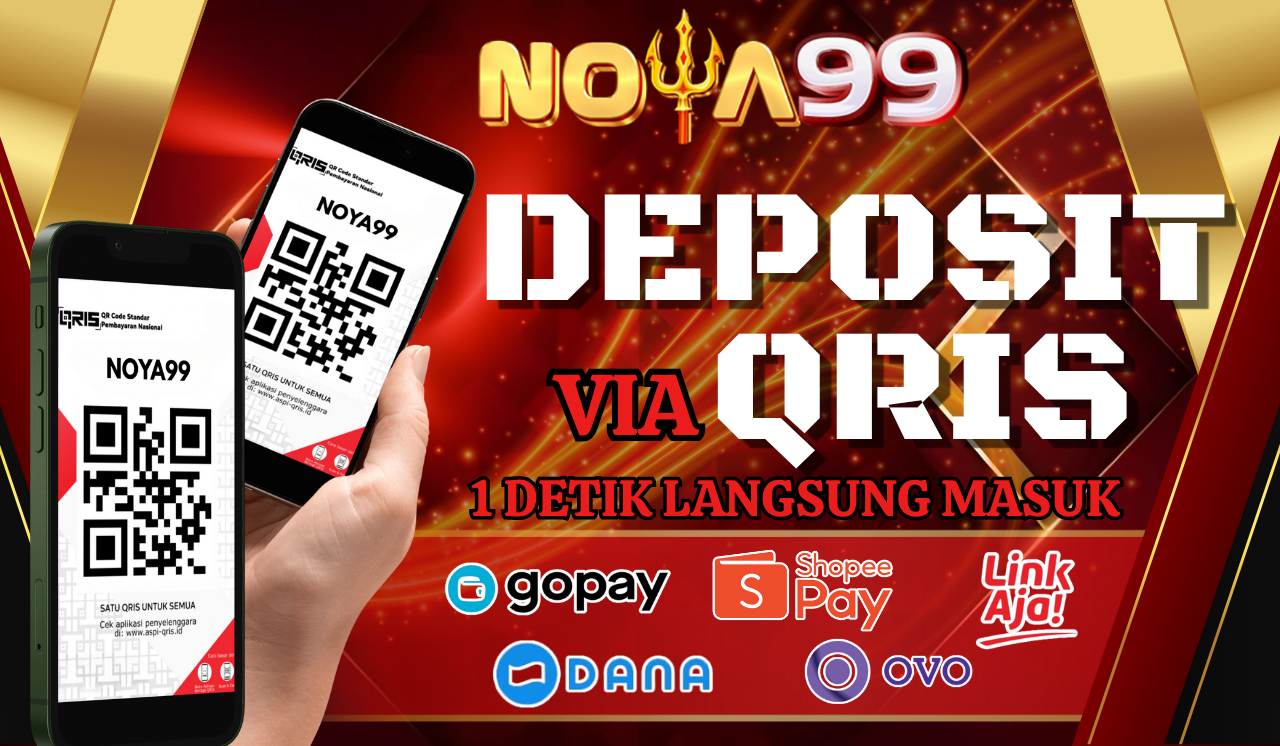 NOYA99
DEPOSIT
VIA QRIS
1 DETIK LANGSUNG MASUK
gopay
Shopee
Pay
Link
Aja!
DANA
OVO
QRIS QR Code Standar
Pembayaran Nasional
NOYA99
SATU QRIS UNTUK SEMUA
Cek aplikasi penyelenggara
di: www.aspi-qris.id
QRIS QR Code Standar
Pembayaran Nasional
NOYA99
SATU QRIS UNTUK SEMUA
Cek aplikasi penyelenggara
di: www.aspi-qris.id